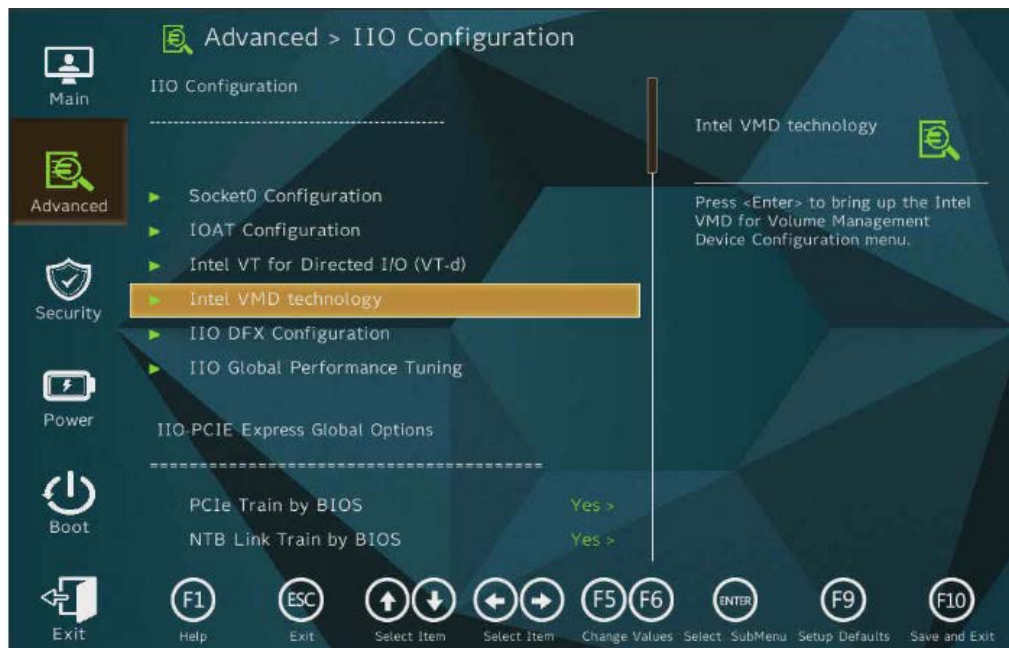 Advanced > IIO Configuration
Main
Advanced
Security
Power
Boot
Exit
IIO Configuration
----------------------------------------------
Socket0 Configuration
IOAT Configuration
Intel VT for Directed I/O (VT-d)
Intel VMD technology
IIO DFX Configuration
IIO Global Performance Tuning
IIO-PCIE Express Global Options
==========================================
PCIe Train by BIOS Yes >
NTB Link Train by BIOS Yes >
Intel VMD technology
Press <Enter> to bring up the Intel
VMD for Volume Management
Device Configuration menu.
F1 ESC F5 F6 ENTER F9 F10
Help Exit Select Item Select Item Change Values Select SubMenu Setup Defaults Save and Exit